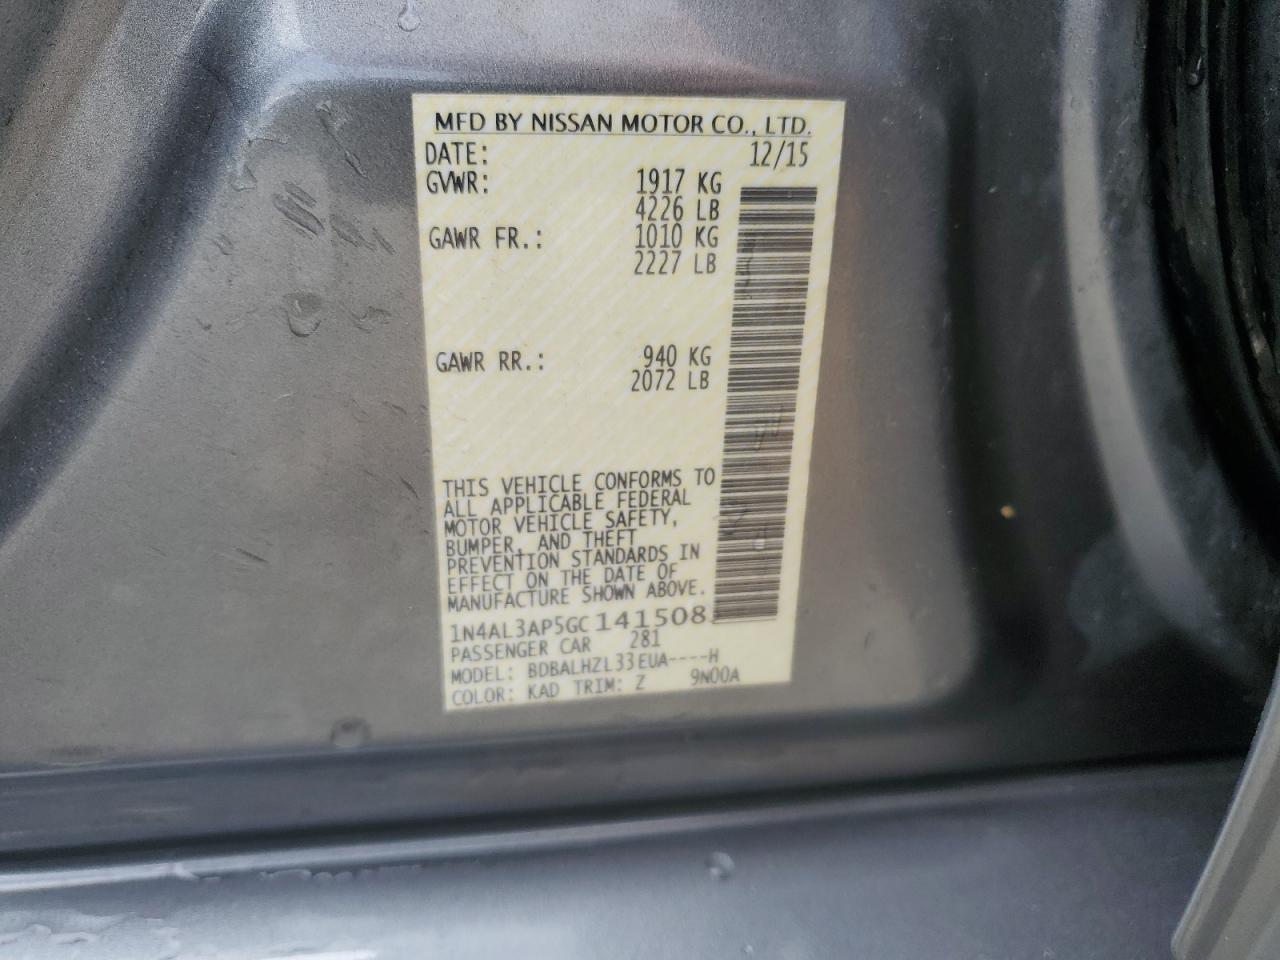 MFD BY NISSAN MOTOR CO., LTD.
DATE: 12/15
GVWR: 1917 KG
4226 LB
GAWR FR.: 1010 KG
2227 LB
GAWR RR.: 940 KG
2072 LB
THIS VEHICLE CONFORMS TO
ALL APPLICABLE FEDERAL
MOTOR VEHICLE SAFETY,
BUMPER, AND THEFT
PREVENTION STANDARDS IN
EFFECT ON THE DATE OF
MANUFACTURE SHOWN ABOVE.
PASSENGER CAR 281
MODEL: BDBALHZL33EUA----H
COLOR: KAD TRIM: Z 9N00A